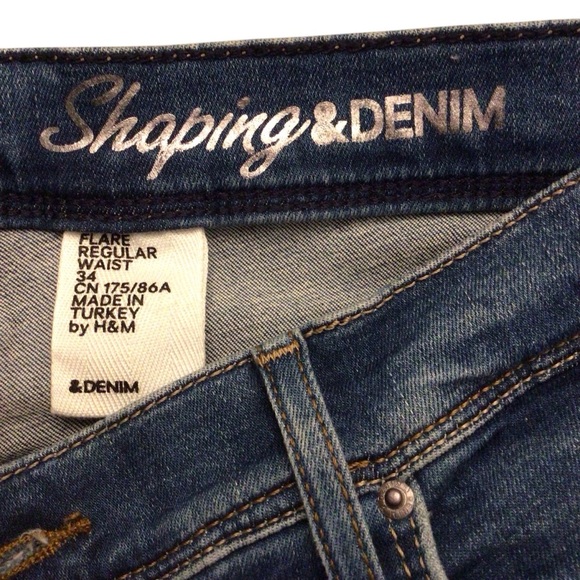 Shaping &DENIM
FLARE
REGULAR
WAIST
34
CN 175/86A
MADE IN
TURKEY
by H&M
&DENIM